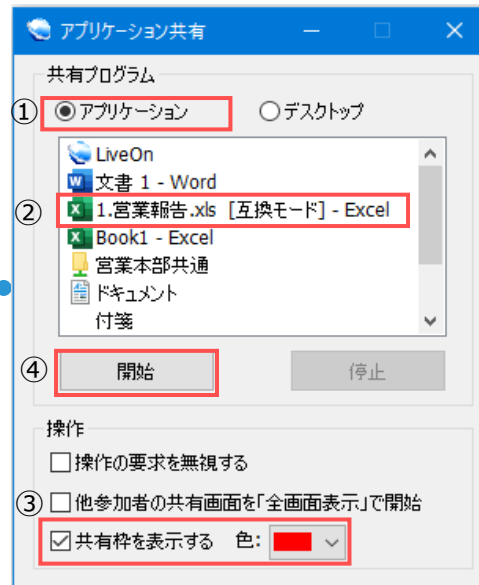 アプリケーション共有
共有プログラム
① アプリケーション デスクトップ
LiveOn
文書 1 - Word
② 1.営業報告.xls [互換モード] - Excel
Book1 - Excel
営業本部共通
ドキュメント
付箋
④ 開始 停止
操作
操作の要求を無視する
③ 他参加者の共有画面を「全画面表示」で開始
共有枠を表示する 色: